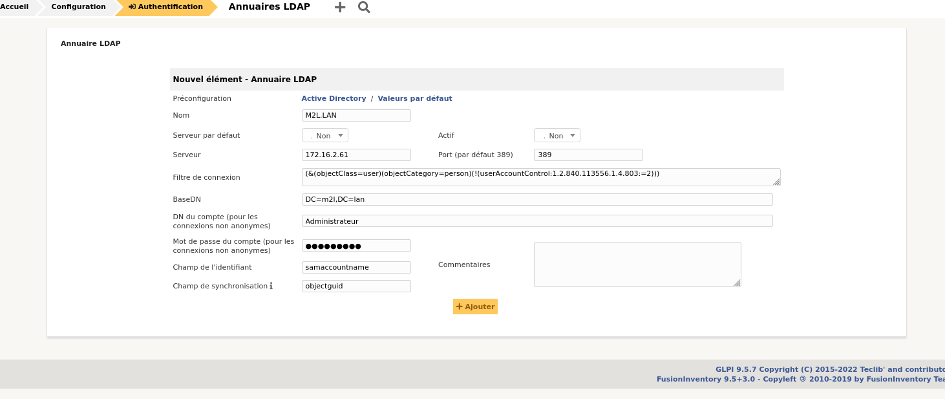 Accueil Configuration Authentification Annuaires LDAP
Annuaire LDAP
Nouvel élément - Annuaire LDAP
Préconfiguration Active Directory / Valeurs par défaut
Nom M2L.LAN
Serveur par défaut Non Actif Non
Serveur 172.16.2.61 Port (par défaut 389) 389
Filtre de connexion (&(objectClass=user)(objectCategory=person)(!(userAccountControl:1.2.840.113556.1.4.803:=2)))
BaseDN DC=m2l,DC=lan
DN du compte (pour les
connexions non anonymes) Administrateur
Mot de passe du compte (pour les
connexions non anonymes) ●●●●●●●●●
Champ de l'identifiant samaccountname Commentaires
Champ de synchronisation objectguid
+ Ajouter
GLPI 9.5.7 Copyright (C) 2015-2022 Teclib' and contributo
FusionInventory 9.5+3.0 - Copyleft 🄯 2010-2019 by FusionInventory Tea